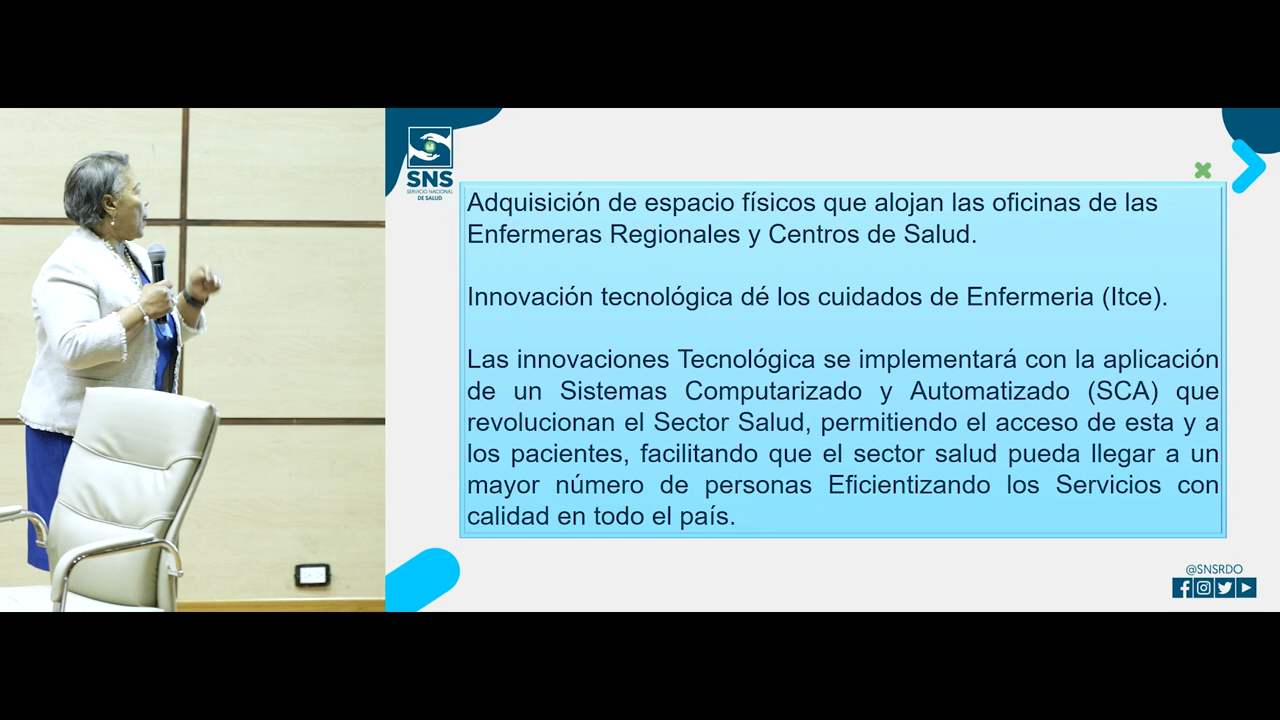 SNS
SERVICIO NACIONAL
DE SALUD
Adquisición de espacio físicos que alojan las oficinas de las
Enfermeras Regionales y Centros de Salud.
Innovación tecnológica dé los cuidados de Enfermeria (Itce).
Las innovaciones Tecnológica se implementará con la aplicación
de un Sistemas Computarizado y Automatizado (SCA) que
revolucionan el Sector Salud, permitiendo el acceso de esta y a
los pacientes, facilitando que el sector salud pueda llegar a un
mayor número de personas Eficientizando los Servicios con
calidad en todo el país.
@SNSRDO